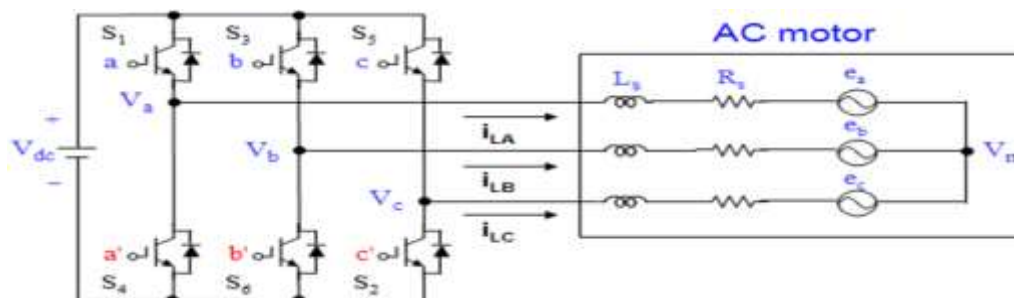 S1 S3 S5
AC motor
a b c
Ls Rs ea
Va
+
iLA
eb
Vdc
Vb
Vn
−
iLB
ec
Vc
iLC
a' b' c'
S4 S6 S2